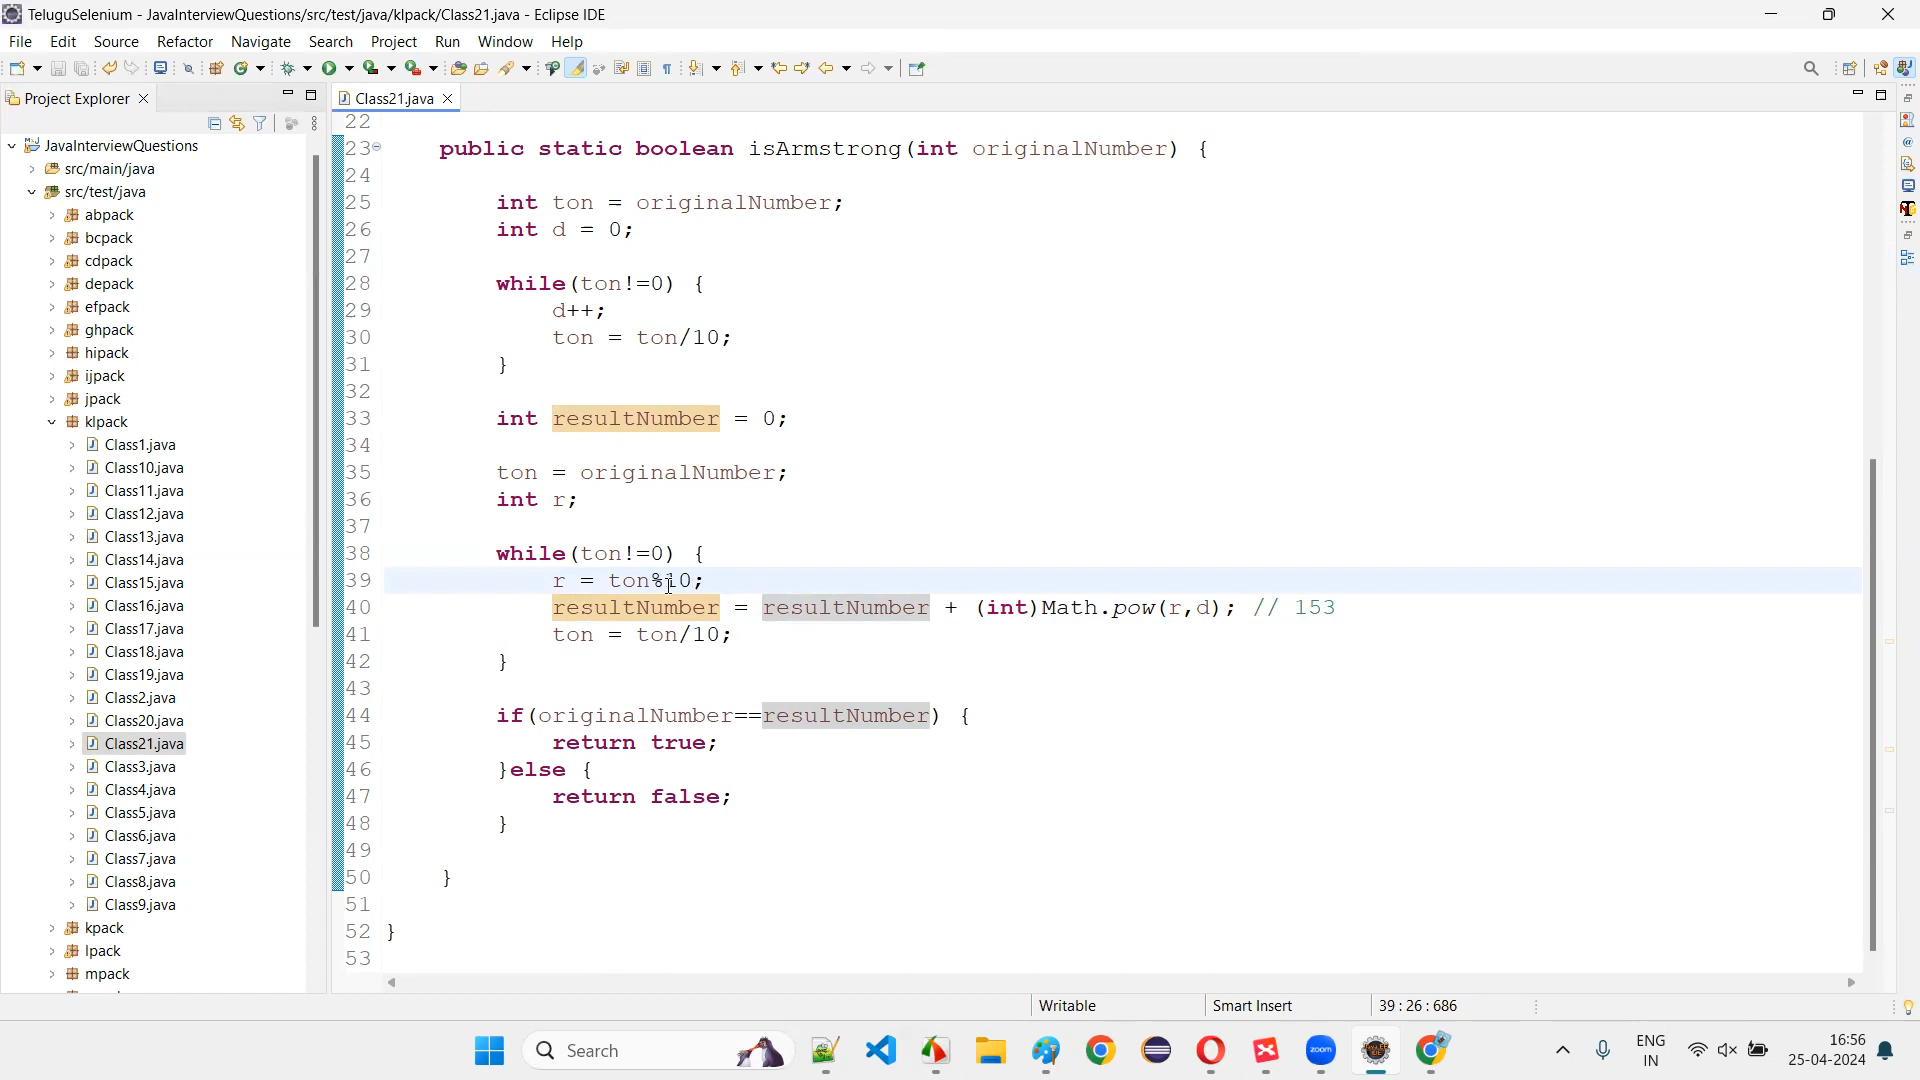 TeluguSelenium - JavaInterviewQuestions/src/test/java/klpack/Class21.java - Eclipse IDE
File Edit Source Refactor Navigate Search Project Run Window Help
Project Explorer
Class21.java
JavaInterviewQuestions
src/main/java
src/test/java
abpack
bcpack
cdpack
depack
efpack
ghpack
hipack
ijpack
jpack
klpack
Class1.java
Class10.java
Class11.java
Class12.java
Class13.java
Class14.java
Class15.java
Class16.java
Class17.java
Class18.java
Class19.java
Class2.java
Class20.java
Class21.java
Class3.java
Class4.java
Class5.java
Class6.java
Class7.java
Class8.java
Class9.java
kpack
lpack
mpack
22
23 public static boolean isArmstrong(int originalNumber) {
24
25 int ton = originalNumber;
26 int d = 0;
27
28 while(ton!=0) {
29 d++;
30 ton = ton/10;
31 }
32
33 int resultNumber = 0;
34
35 ton = originalNumber;
36 int r;
37
38 while(ton!=0) {
39 r = ton%10;
40 resultNumber = resultNumber + (int)Math.pow(r,d); // 153
41 ton = ton/10;
42 }
43
44 if(originalNumber==resultNumber) {
45 return true;
46 }else {
47 return false;
48 }
49
50 }
51
52 }
53
Writable Smart Insert 39 : 26 : 686
Search
zoom
ENG
IN
16:56
25-04-2024